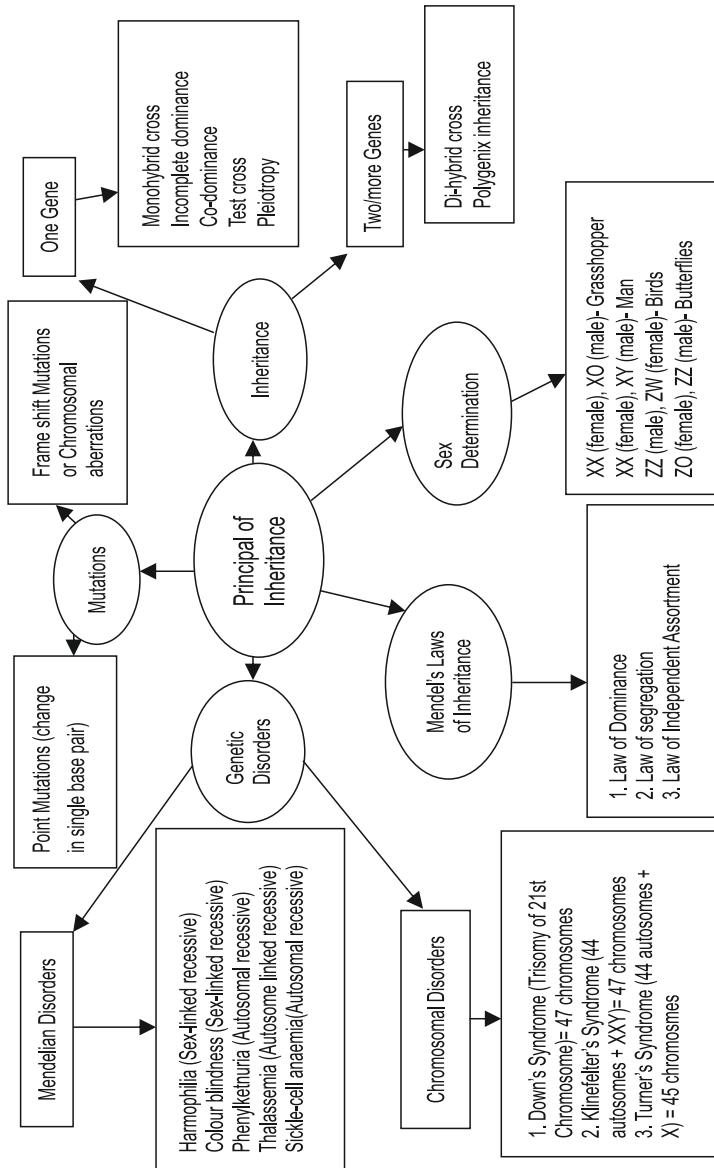 Principal of
Inheritance
Mutations
Point Mutations (change
in single base pair)
Frame shift Mutations
or Chromosomal
aberrations
Inheritance
One Gene
Monohybrid cross
Incomplete dominance
Co-dominance
Test cross
Pleiotropy
Two/more Genes
Di-hybrid cross
Polygenix inheritance
Sex
Determination
XX (female), XO (male)- Grasshopper
XX (female), XY (male)- Man
ZZ (male), ZW (female)- Birds
ZO (female), ZZ (male)- Butterflies
Mendel's Laws
of Inheritance
1. Law of Dominance
2. Law of segregation
3. Law of Independent Assortment
Genetic
Disorders
Mendelian Disorders
Harmophilia (Sex-linked recessive)
Colour blindness (Sex-linked recessive)
Phenylketnuria (Autosomal recessive)
Thalassemia (Autosome linked recessive)
Sickle-cell anaemia(Autosomal recessive)
Chromosomal Disorders
1. Down's Syndrome (Trisomy of 21st
Chromosome)= 47 chromosomes
2. Klinefelter's Syndrome (44
autosomes + XXY)= 47 chromosomes
3. Turner's Syndrome (44 autosomes +
X) = 45 chromosmes